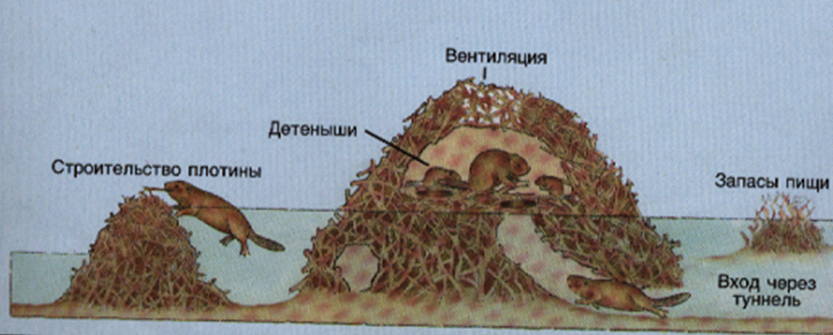 Вентиляция
Детеныши
Строительство плотины
Запасы пищи
Вход через
туннель